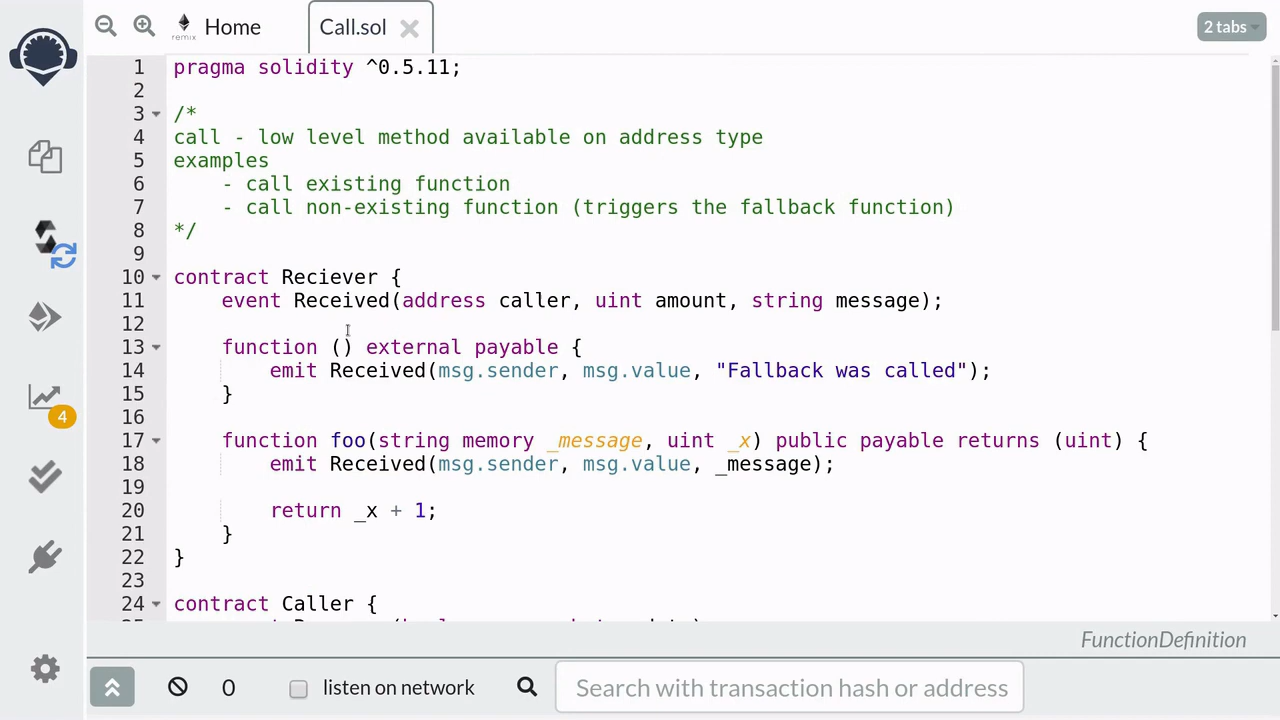 remix
Home
Call.sol
2 tabs
1 pragma solidity ^0.5.11;
2
3 /*
4 call - low level method available on address type
5 examples
6     - call existing function
7     - call non-existing function (triggers the fallback function)
8 */
9
10 contract Reciever {
11     event Received(address caller, uint amount, string message);
12
13     function () external payable {
14         emit Received(msg.sender, msg.value, "Fallback was called");
15     }
16
17     function foo(string memory _message, uint _x) public payable returns (uint) {
18         emit Received(msg.sender, msg.value, _message);
19
20         return _x + 1;
21     }
22 }
23
24 contract Caller {
4
FunctionDefinition
0
listen on network
Search with transaction hash or address